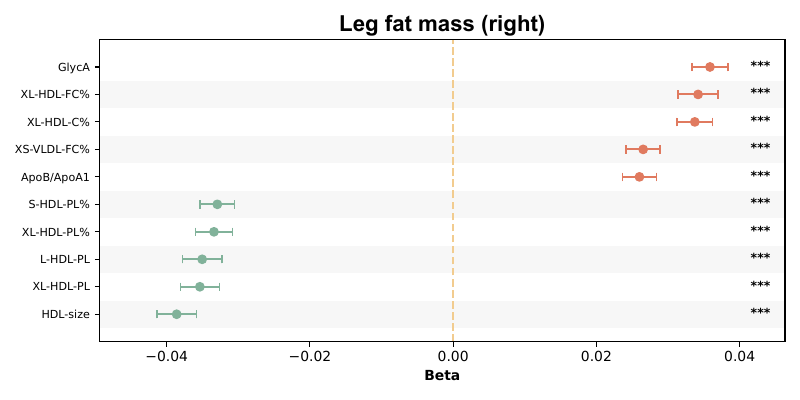 Leg fat mass (right)
GlycA ***
XL-HDL-FC% ***
XL-HDL-C% ***
XS-VLDL-FC% ***
ApoB/ApoA1 ***
S-HDL-PL% ***
XL-HDL-PL% ***
L-HDL-PL ***
XL-HDL-PL ***
HDL-size ***
−0.04 −0.02 0.00 0.02 0.04
Beta